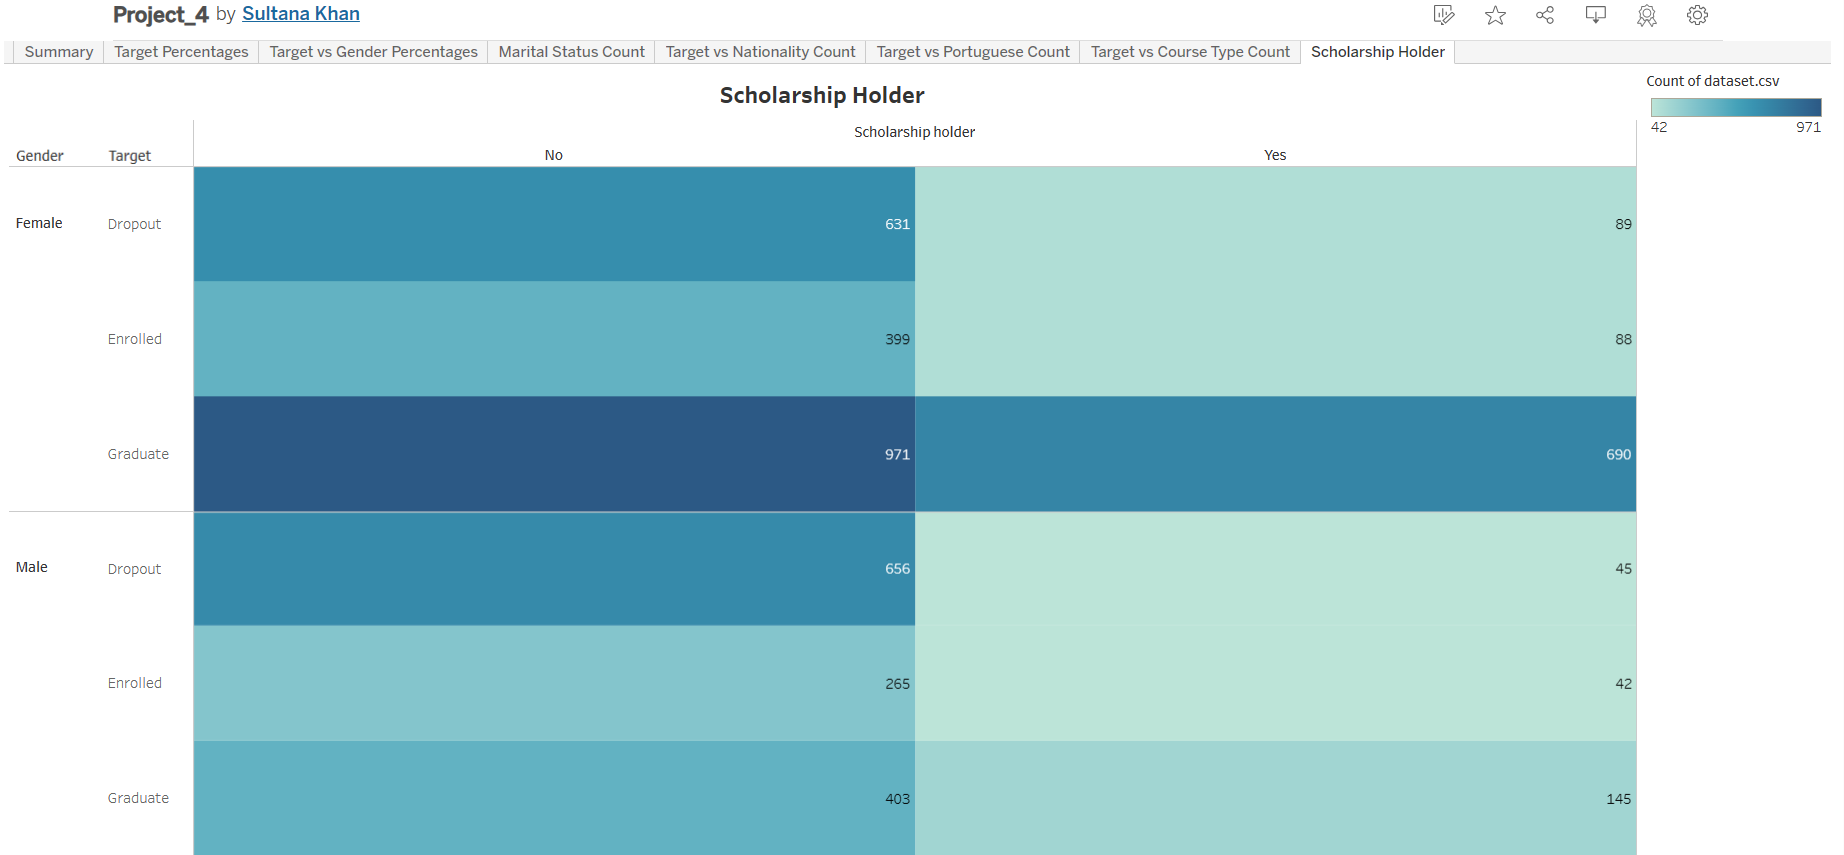 Project_4 by Sultana Khan
Summary Target Percentages Target vs Gender Percentages Marital Status Count Target vs Nationality Count Target vs Portuguese Count Target vs Course Type Count Scholarship Holder
Scholarship Holder
Count of dataset.csv
42 971
Scholarship holder
Gender Target No Yes
Female Dropout 631 89
Enrolled 399 88
Graduate 971 690
Male Dropout 656 45
Enrolled 265 42
Graduate 403 145